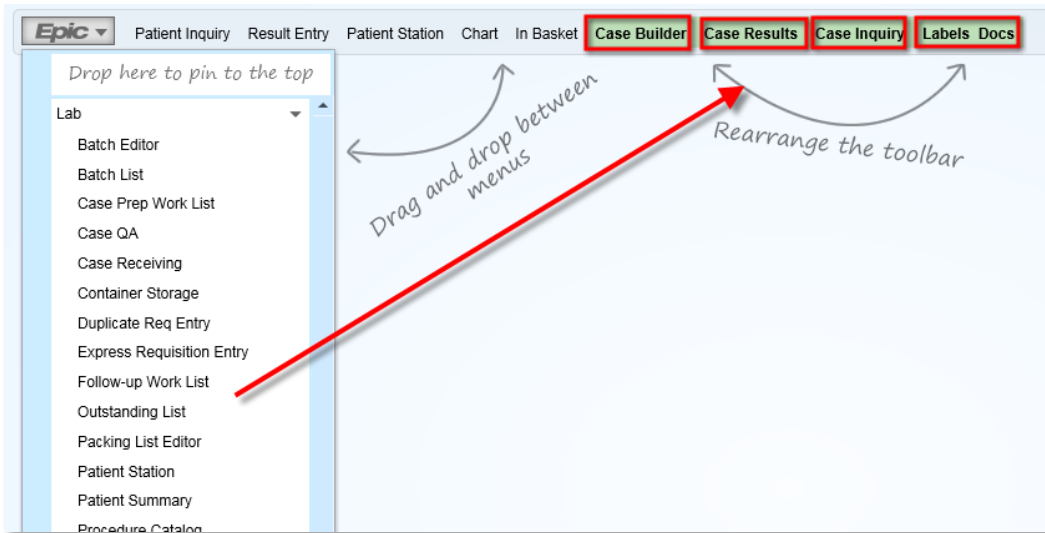 Epic Patient Inquiry Result Entry Patient Station Chart In Basket Case Builder Case Results Case Inquiry Labels Docs
Drop here to pin to the top
Drag and drop between
menus
Rearrange the toolbar
Lab
Batch Editor
Batch List
Case Prep Work List
Case QA
Case Receiving
Container Storage
Duplicate Req Entry
Express Requisition Entry
Follow-up Work List
Outstanding List
Packing List Editor
Patient Station
Patient Summary
Procedure Catalog